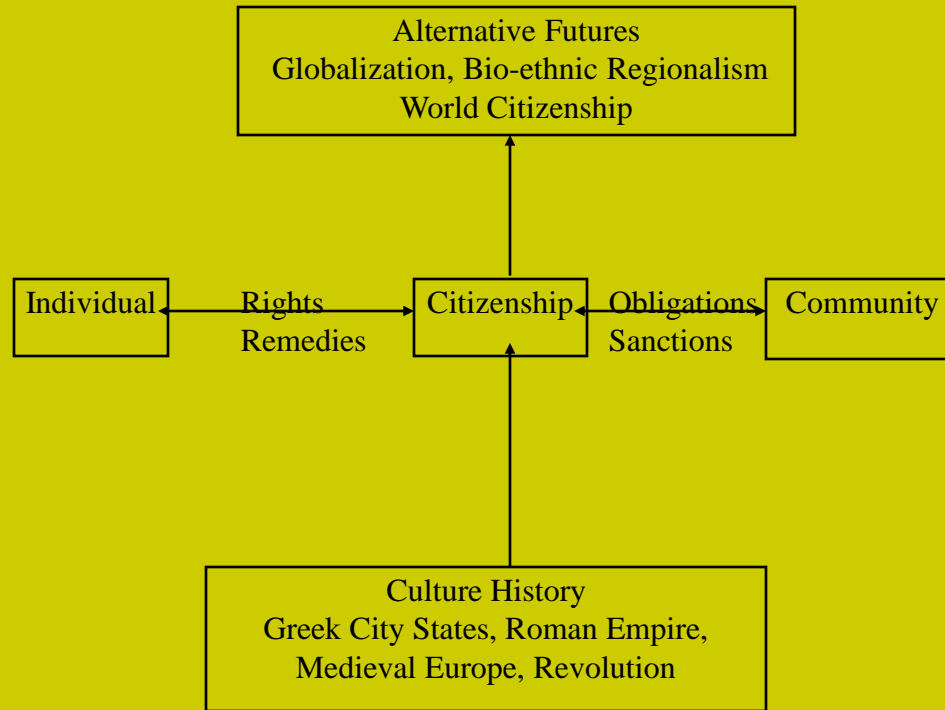 Alternative Futures
Globalization, Bio-ethnic Regionalism
World Citizenship
Individual
Rights
Remedies
Citizenship
Obligations
Sanctions
Community
Culture History
Greek City States, Roman Empire,
Medieval Europe, Revolution